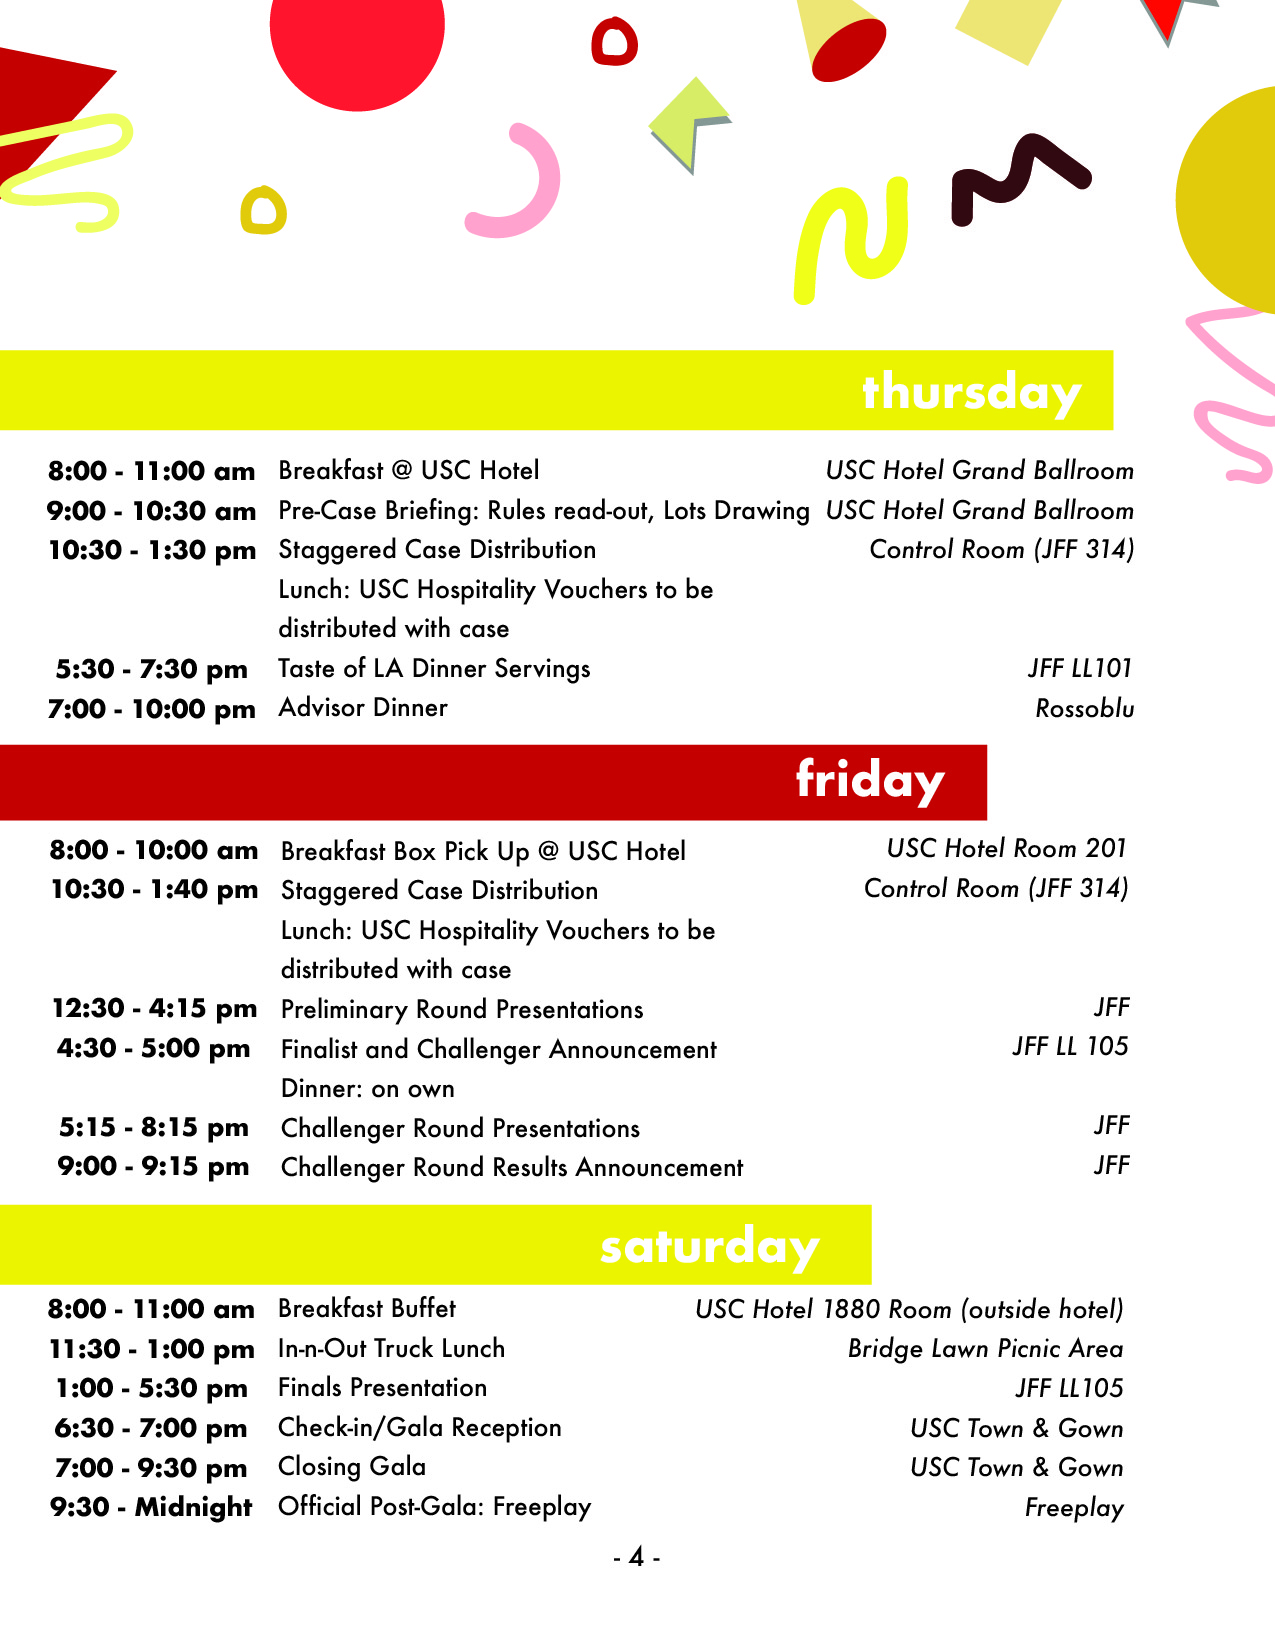 thursday
8:00 - 11:00 am Breakfast @ USC Hotel USC Hotel Grand Ballroom
9:00 - 10:30 am Pre-Case Briefing: Rules read-out, Lots Drawing USC Hotel Grand Ballroom
10:30 - 1:30 pm Staggered Case Distribution Control Room (JFF 314)
Lunch: USC Hospitality Vouchers to be
distributed with case
5:30 - 7:30 pm Taste of LA Dinner Servings JFF LL101
7:00 - 10:00 pm Advisor Dinner Rossoblu
friday
8:00 - 10:00 am Breakfast Box Pick Up @ USC Hotel USC Hotel Room 201
10:30 - 1:40 pm Staggered Case Distribution Control Room (JFF 314)
Lunch: USC Hospitality Vouchers to be
distributed with case
12:30 - 4:15 pm Preliminary Round Presentations JFF
4:30 - 5:00 pm Finalist and Challenger Announcement JFF LL 105
Dinner: on own
5:15 - 8:15 pm Challenger Round Presentations JFF
9:00 - 9:15 pm Challenger Round Results Announcement JFF
saturday
8:00 - 11:00 am Breakfast Buffet USC Hotel 1880 Room (outside hotel)
11:30 - 1:00 pm In-n-Out Truck Lunch Bridge Lawn Picnic Area
1:00 - 5:30 pm Finals Presentation JFF LL105
6:30 - 7:00 pm Check-in/Gala Reception USC Town & Gown
7:00 - 9:30 pm Closing Gala USC Town & Gown
9:30 - Midnight Official Post-Gala: Freeplay Freeplay
- 4 -